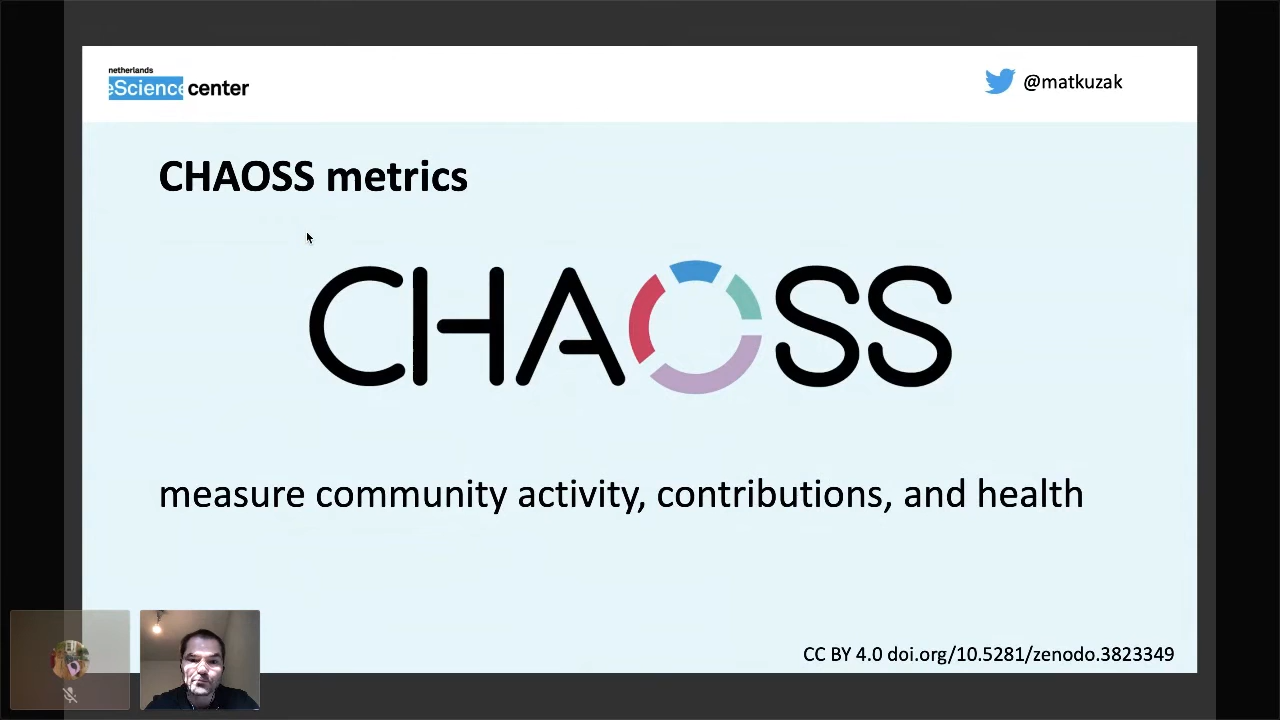 netherlands
eScience center
@matkuzak
CHAOSS metrics
CHAOSS
measure community activity, contributions, and health
CC BY 4.0 doi.org/10.5281/zenodo.3823349